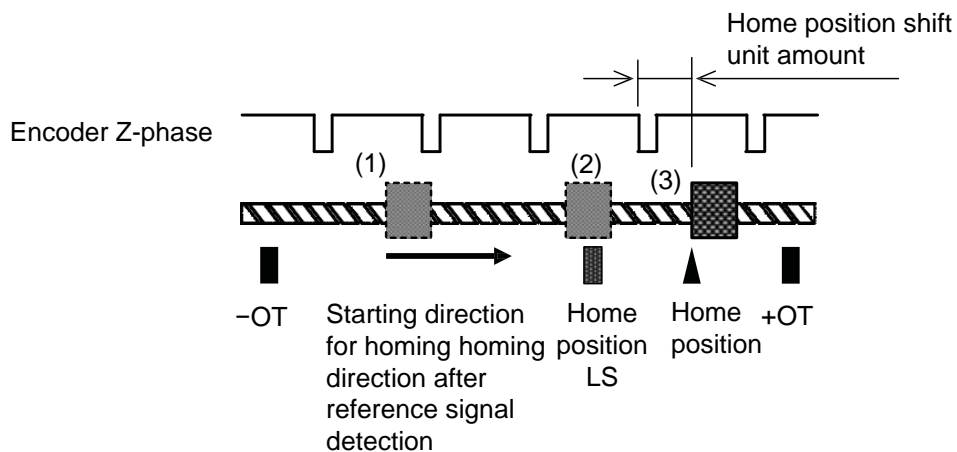 Home position shift
unit amount
Encoder Z-phase
(1)
(2)
(3)
−OT
Starting direction
for homing homing
direction after
reference signal
detection
Home
position
LS
Home
position
+OT